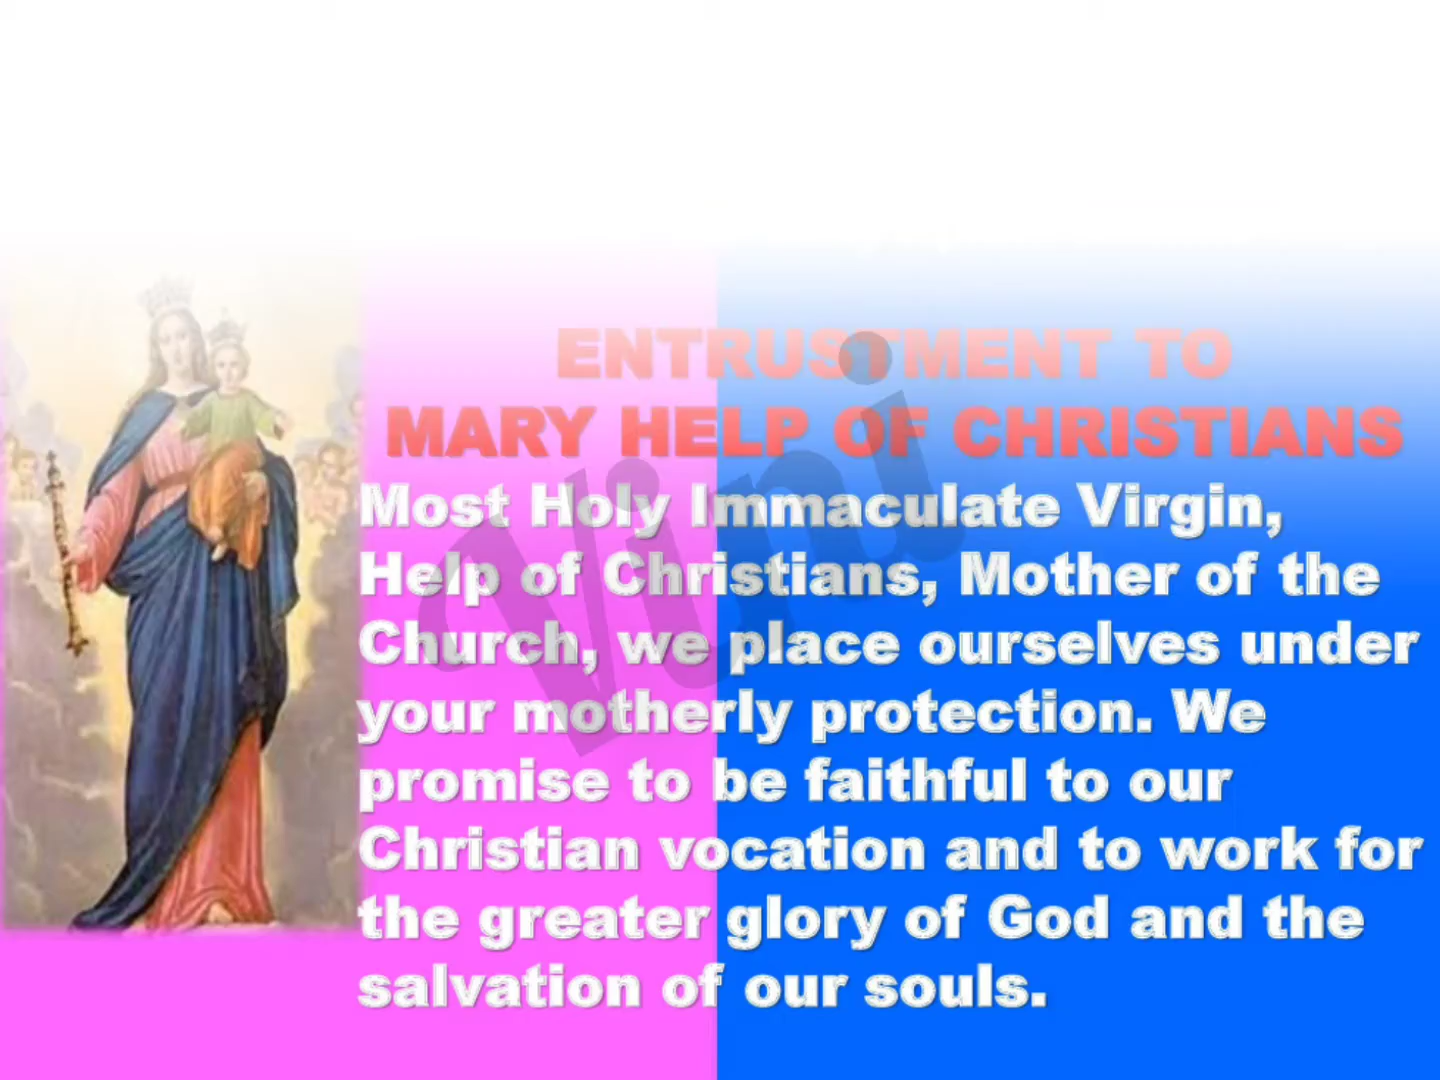 ENTRUSTMENT TO
MARY HELP OF CHRISTIANS
Most Holy Immaculate Virgin,
Help of Christians, Mother of the
Church, we place ourselves under
your motherly protection. We
promise to be faithful to our
Christian vocation and to work for
the greater glory of God and the
salvation of our souls.
Vini